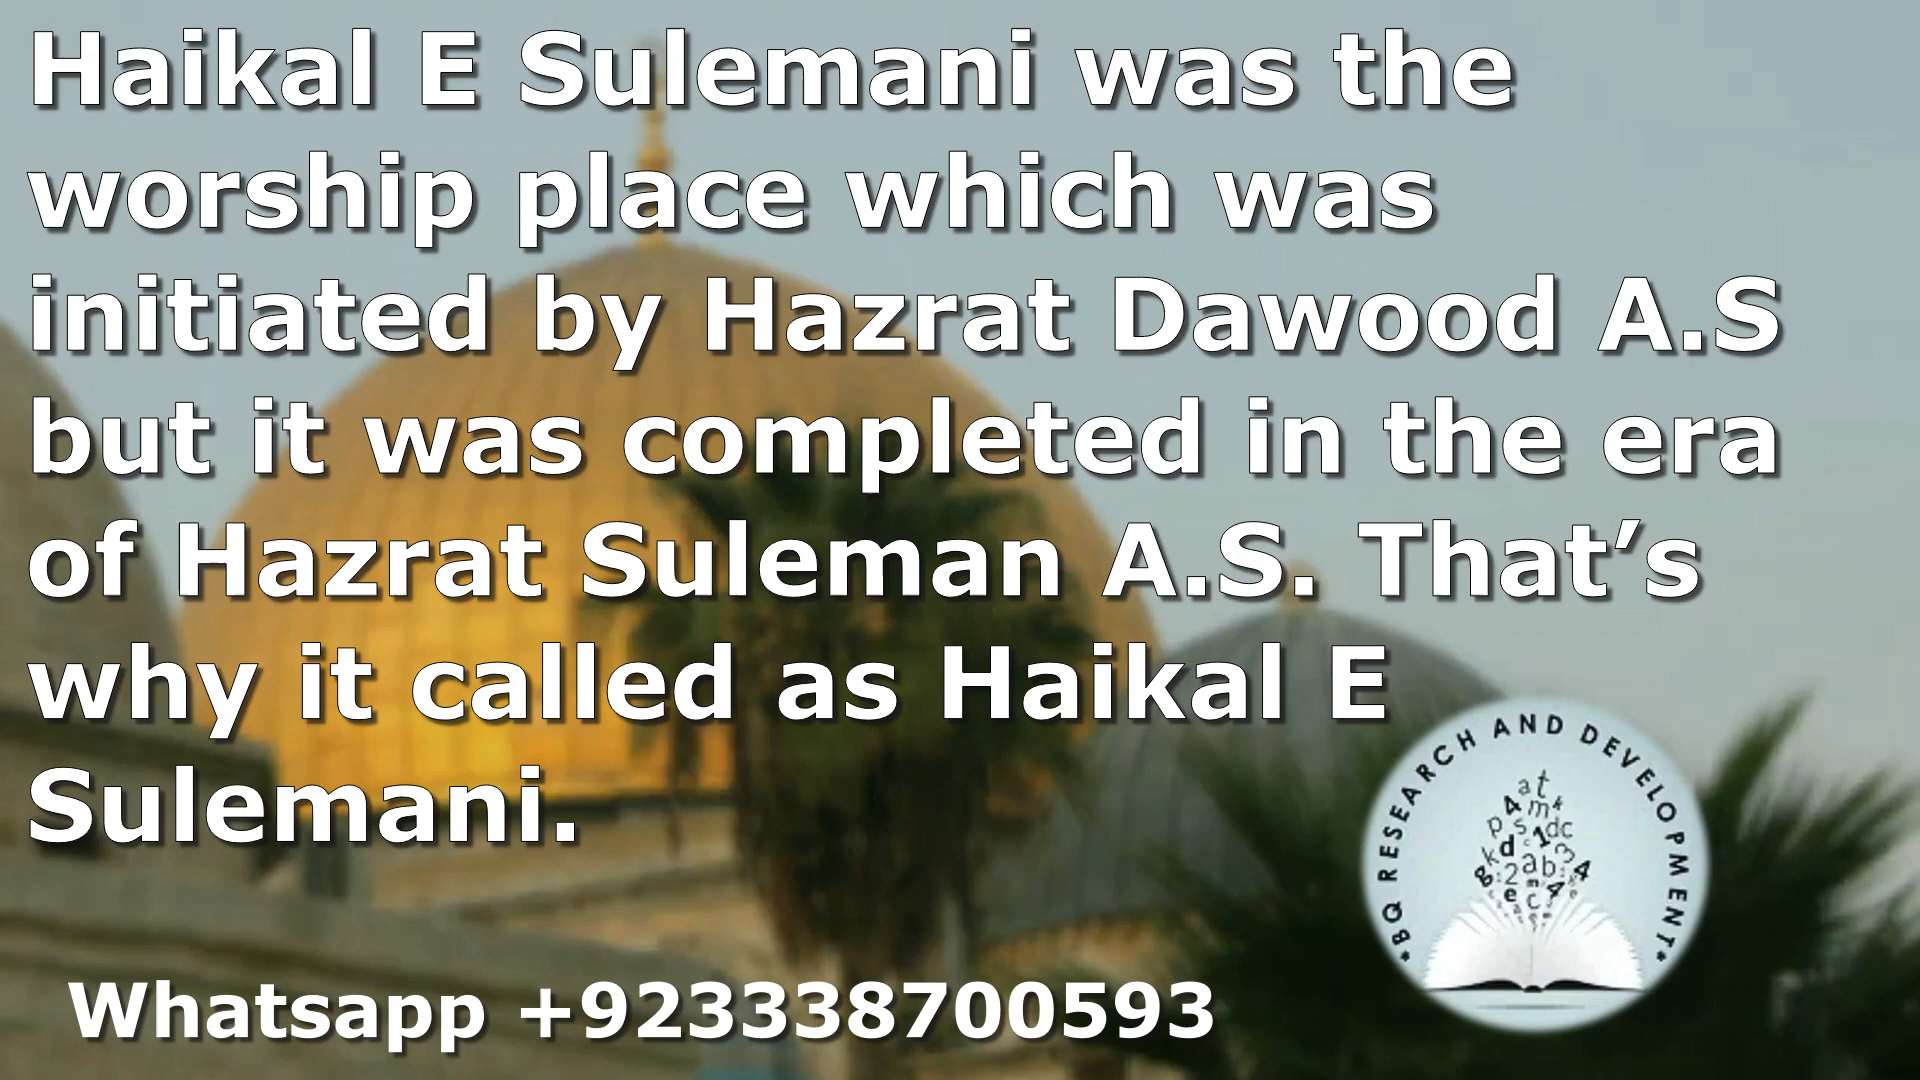 Haikal E Sulemani was the
worship place which was
initiated by Hazrat Dawood A.S
but it was completed in the era
of Hazrat Suleman A.S. That’s
why it called as Haikal E
Sulemani.
*BQ RESEARCH AND DEVELOPMENT*
Whatsapp +923338700593